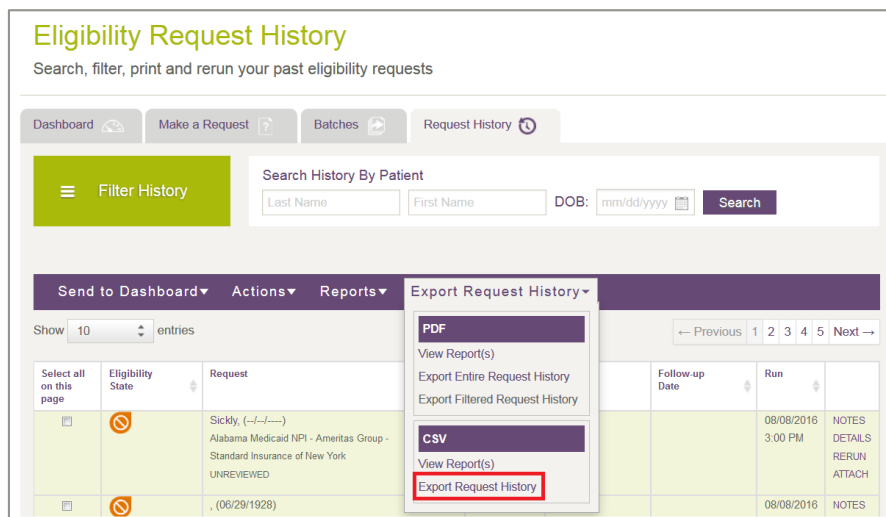 Eligibility Request History
Search, filter, print and rerun your past eligibility requests
Dashboard Make a Request ? Batches Request History
Filter History
Search History By Patient
Last Name First Name DOB: mm/dd/yyyy Search
Send to Dashboard▾ Actions▾ Reports▾ Export Request History▾
Show 10 entries
← Previous 1 2 3 4 5 Next →
PDF
View Report(s)
Export Entire Request History
Export Filtered Request History
CSV
View Report(s)
Export Request History
Select all on this page
Eligibility State
Request
Follow-up Date
Run
Sickly, (--/--/----)
Alabama Medicaid NPI - Ameritas Group -
Standard Insurance of New York
UNREVIEWED
08/08/2016
3:00 PM
NOTES
DETAILS
RERUN
ATTACH
, (06/29/1928)
08/08/2016
NOTES